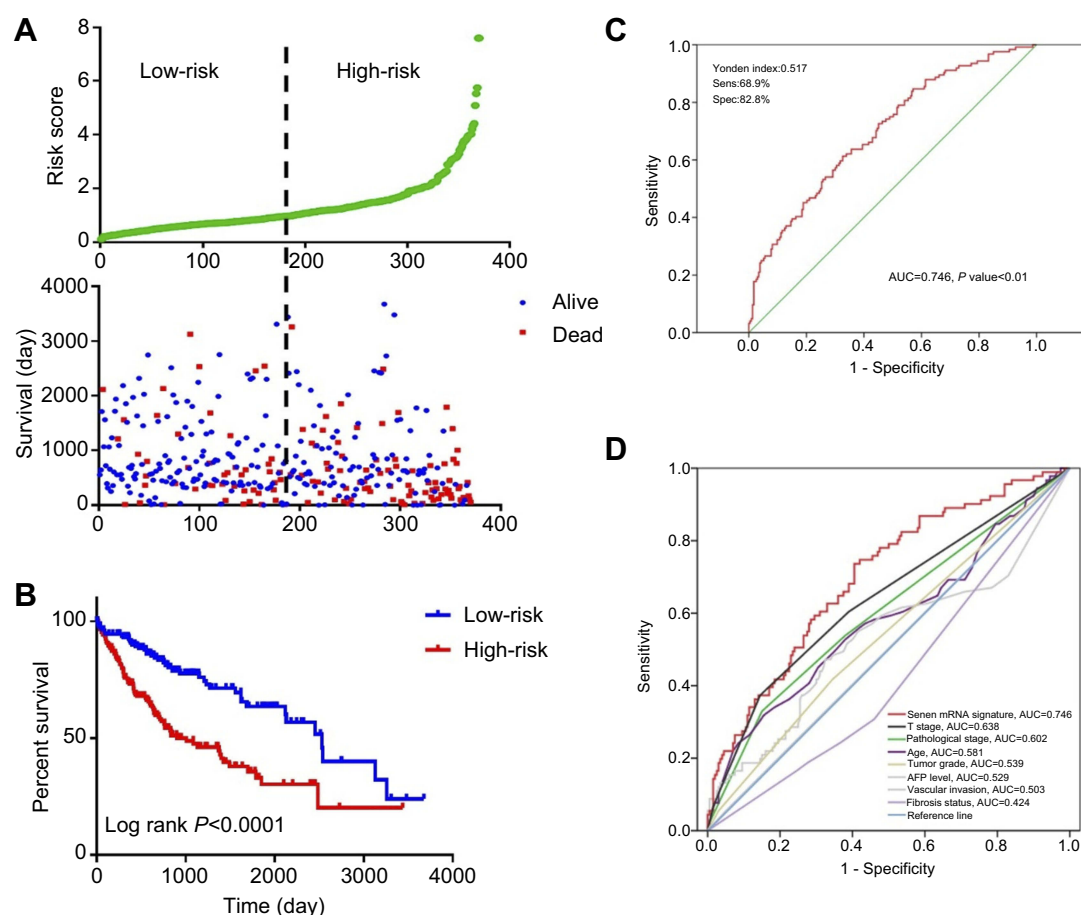 A
8
6
4
2
0
Risk score
Low-risk
High-risk
0
100
200
300
400
4000
3000
2000
1000
0
Survival (day)
Alive
Dead
0
100
200
300
400
B
100
50
0
Percent survival
Low-risk
High-risk
Log rank P<0.0001
0
1000
2000
3000
4000
Time (day)
C
1.0
0.8
0.6
0.4
0.2
0.0
Sensitivity
Yonden index:0.517
Sens:68.9%
Spec:82.8%
AUC=0.746, P value<0.01
0.0
0.2
0.4
0.6
0.8
1.0
1 - Specificity
D
1.0
0.8
0.6
0.4
0.2
0.0
Sensitivity
Senen mRNA signature, AUC=0.746
T stage, AUC=0.638
Pathological stage, AUC=0.602
Age, AUC=0.581
Tumor grade, AUC=0.539
AFP level, AUC=0.529
Vascular invasion, AUC=0.503
Fibrosis status, AUC=0.424
Reference line
0.0
0.2
0.4
0.6
0.8
1.0
1 - Specificity